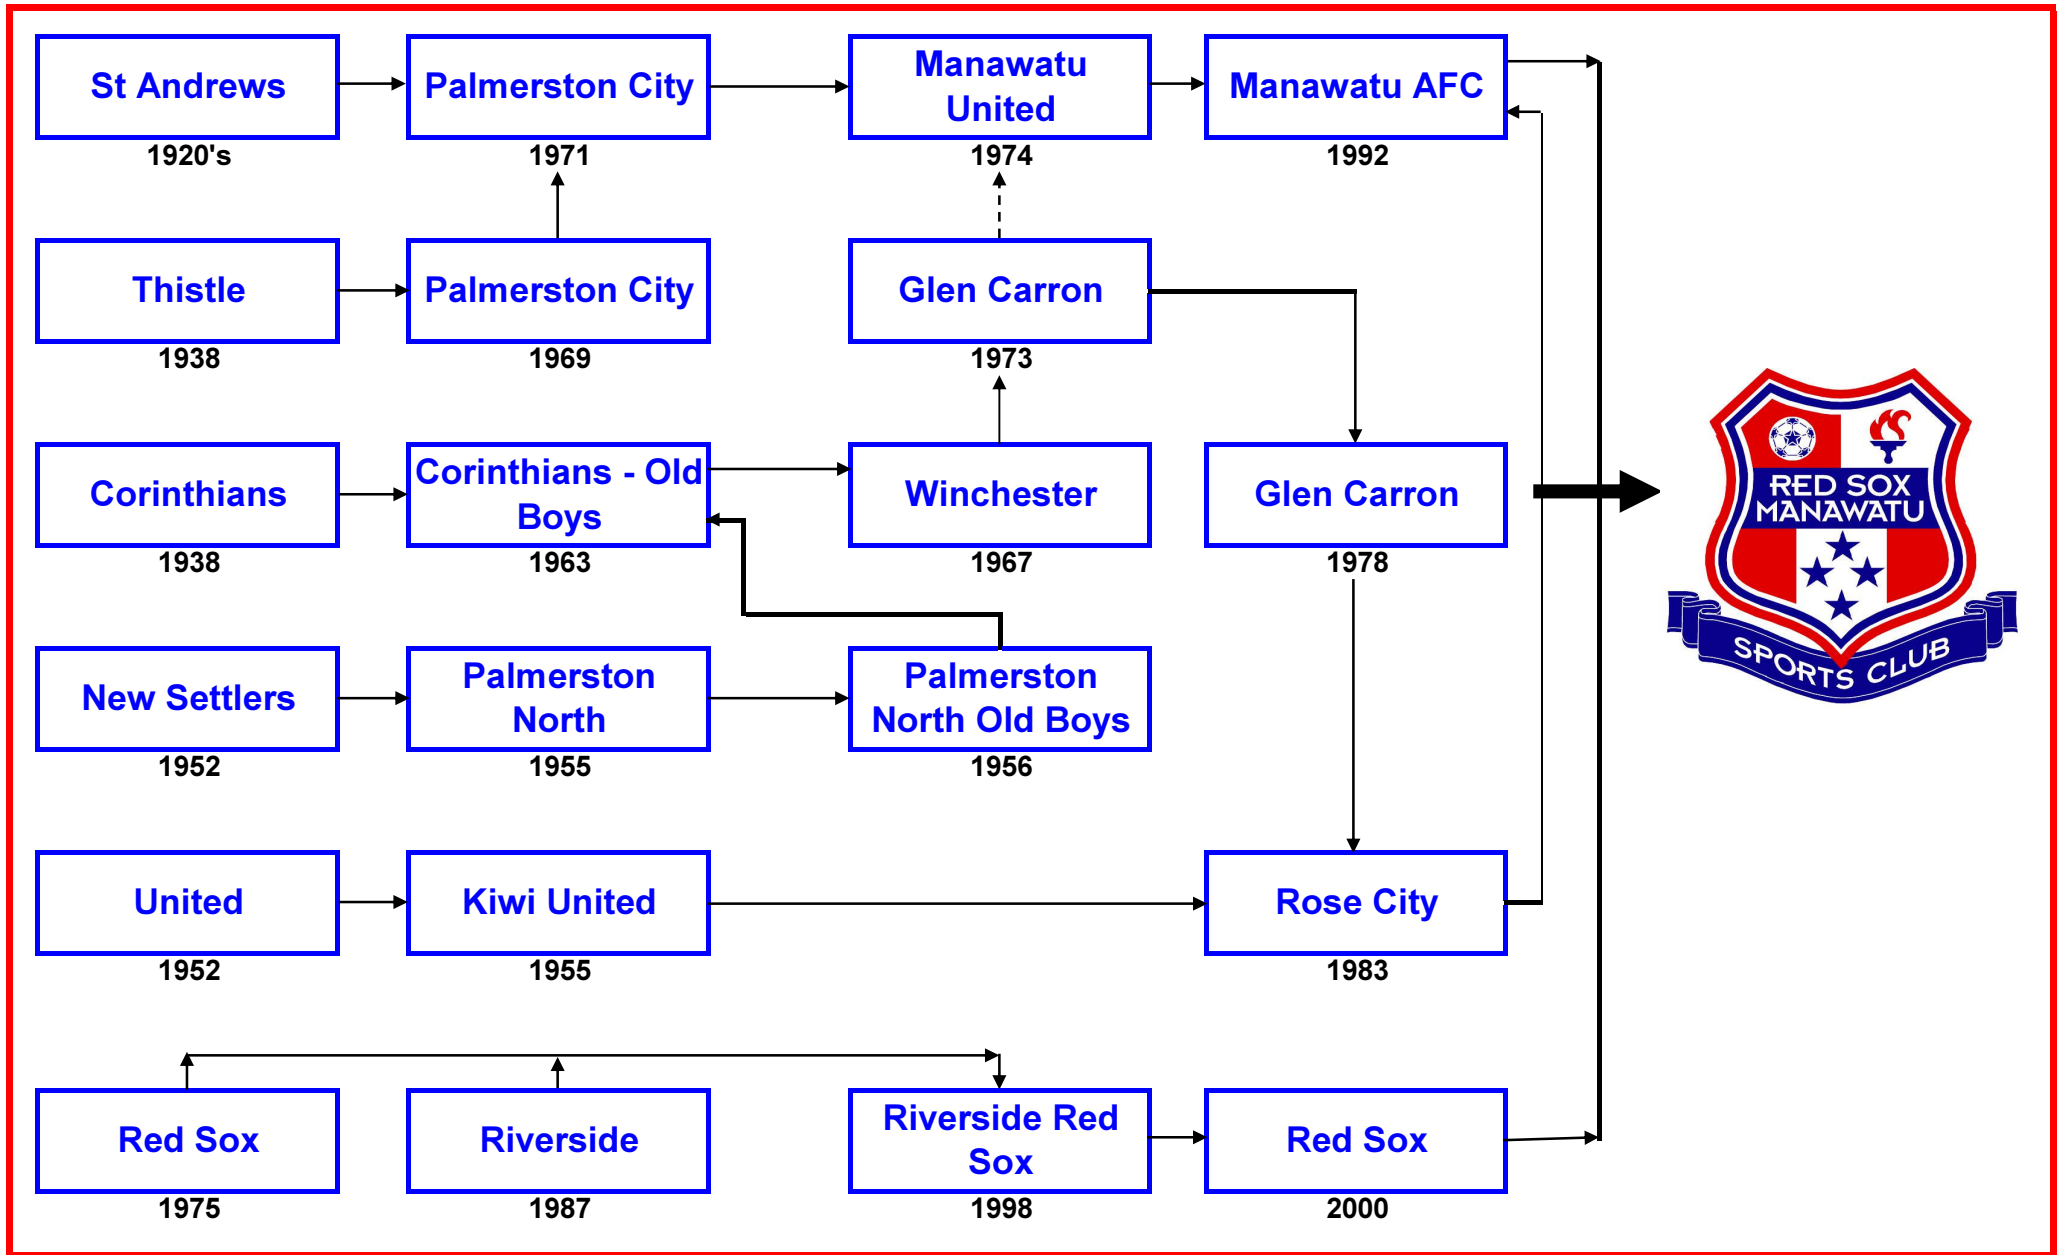 St Andrews
1920's
Palmerston City
1971
Manawatu
United
1974
Manawatu AFC
1992
Thistle
1938
Palmerston City
1969
Glen Carron
1973
Corinthians
1938
Corinthians - Old
Boys
1963
Winchester
1967
Glen Carron
1978
RED SOX
MANAWATU
SPORTS CLUB
New Settlers
1952
Palmerston
North
1955
Palmerston
North Old Boys
1956
United
1952
Kiwi United
1955
Rose City
1983
Red Sox
1975
Riverside
1987
Riverside Red
Sox
1998
Red Sox
2000